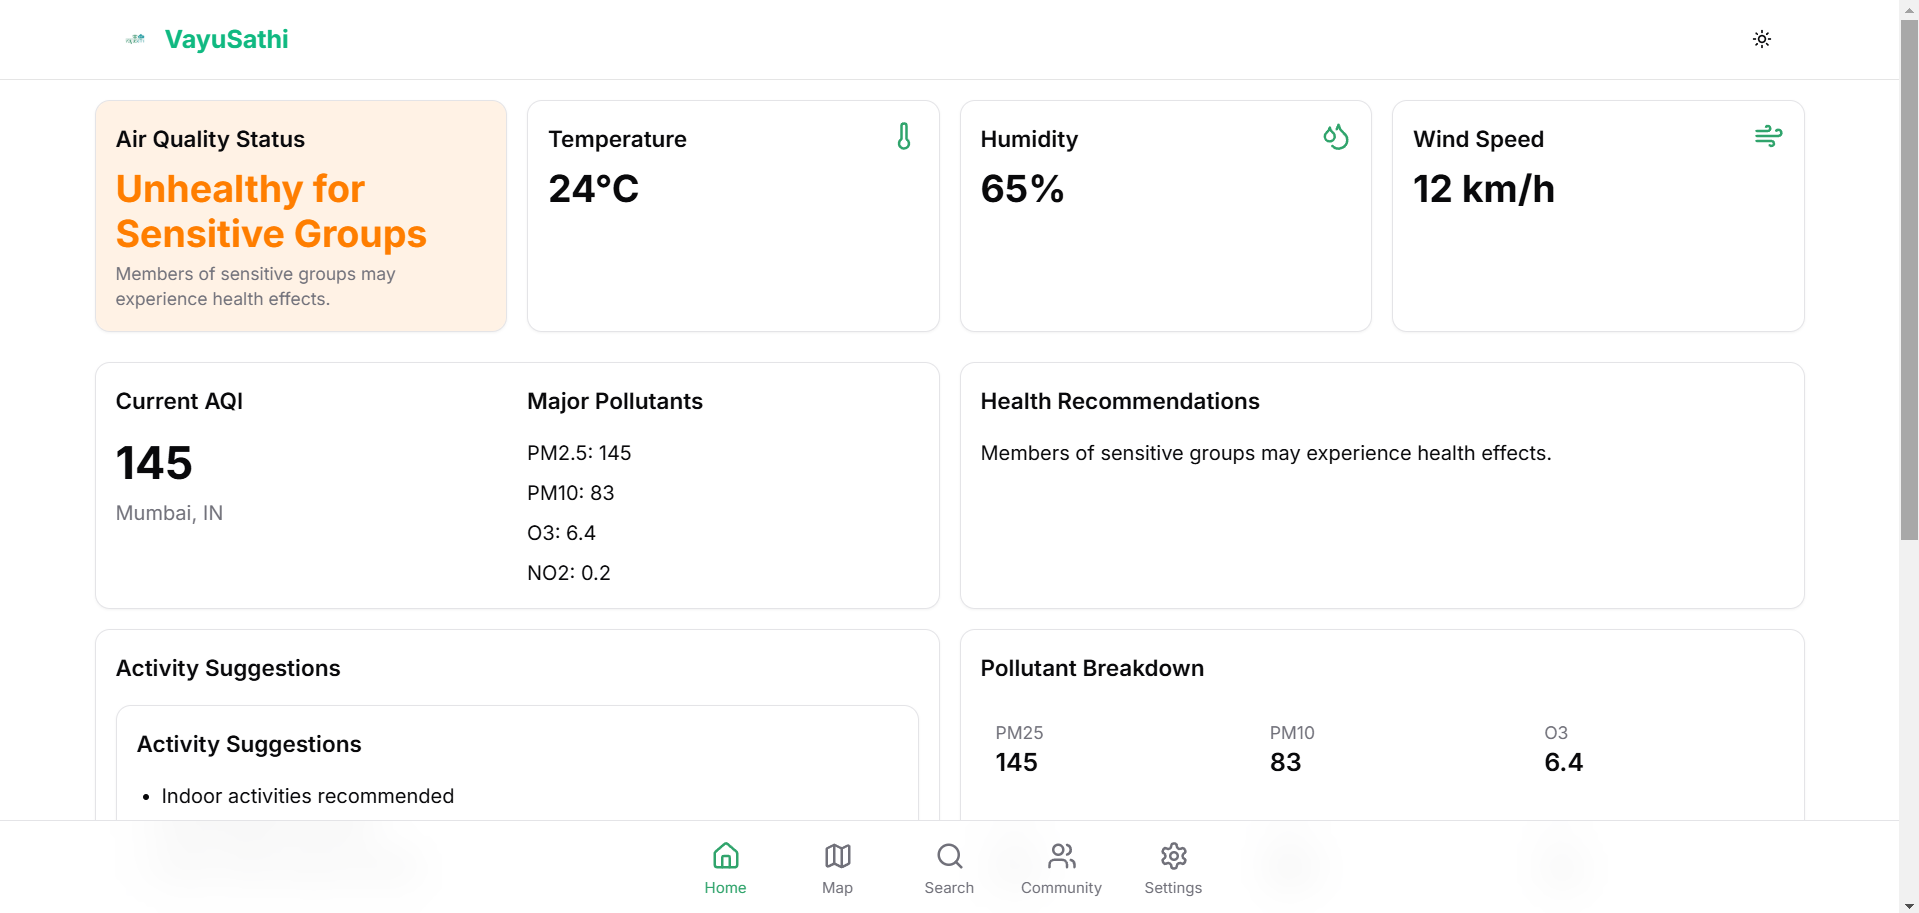 VayuSathi
Air Quality Status
Unhealthy for
Sensitive Groups
Members of sensitive groups may
experience health effects.
Temperature
24°C
Humidity
65%
Wind Speed
12 km/h
Current AQI
145
Mumbai, IN
Major Pollutants
PM2.5: 145
PM10: 83
O3: 6.4
NO2: 0.2
Health Recommendations
Members of sensitive groups may experience health effects.
Activity Suggestions
Activity Suggestions
• Indoor activities recommended
Pollutant Breakdown
PM25
145
PM10
83
O3
6.4
Home
Map
Search
Community
Settings